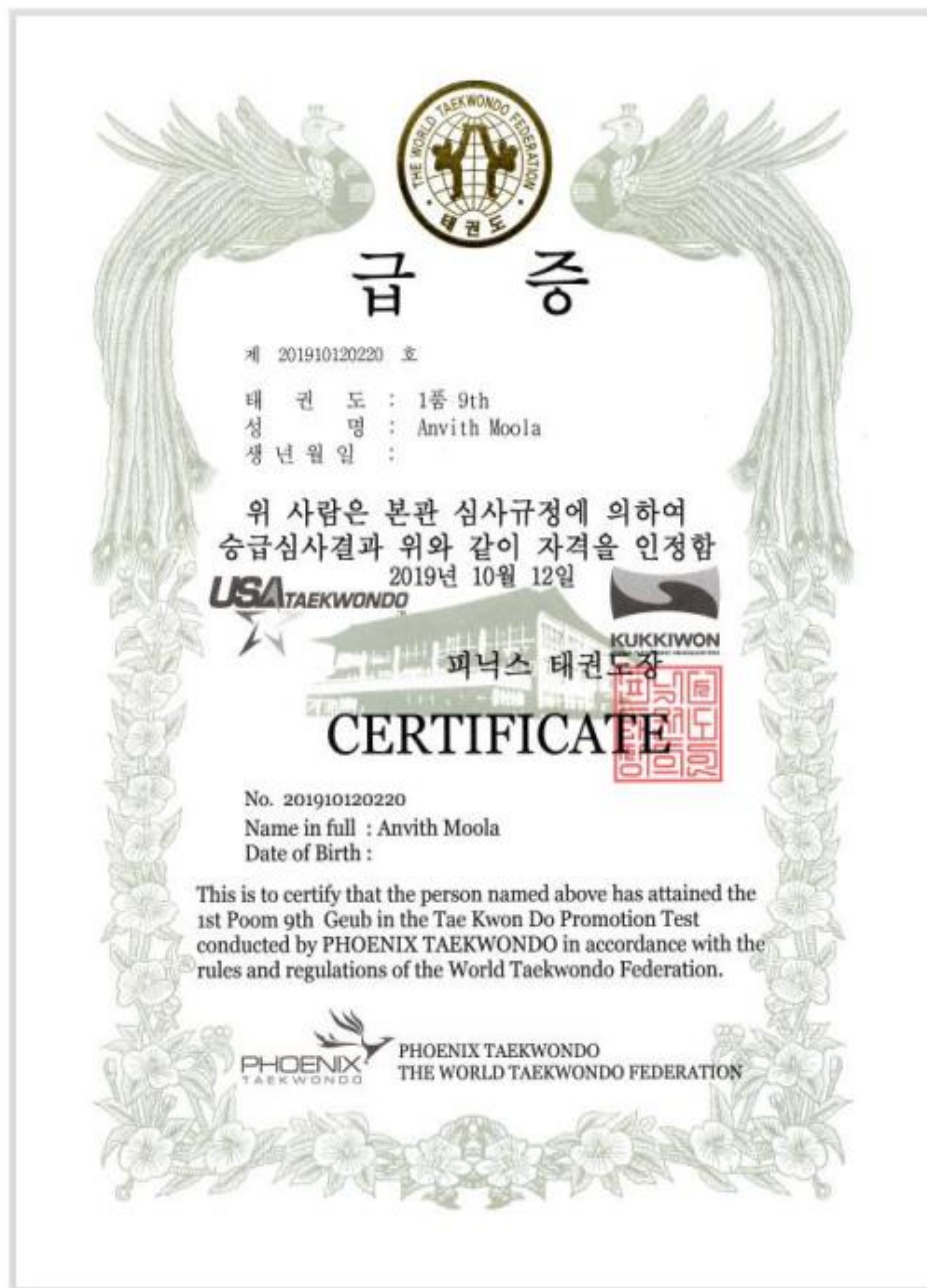 THE WORLD TAEKWONDO FEDERATION
태권도
급 증
제 201910120220 호
태 권 도 : 1품 9th
성 명 : Anvith Moola
생 년 월 일 :
위 사람은 본관 심사규정에 의하여
승급심사결과 위와 같이 자격을 인정함
2019년 10월 12일
USA TAEKWONDO
KUKKIWON
피닉스 태권도장
CERTIFICATE
No. 201910120220
Name in full : Anvith Moola
Date of Birth :
This is to certify that the person named above has attained the
1st Poom 9th Geub in the Tae Kwon Do Promotion Test
conducted by PHOENIX TAEKWONDO in accordance with the
rules and regulations of the World Taekwondo Federation.
PHOENIX
TAEKWONDO
PHOENIX TAEKWONDO
THE WORLD TAEKWONDO FEDERATION